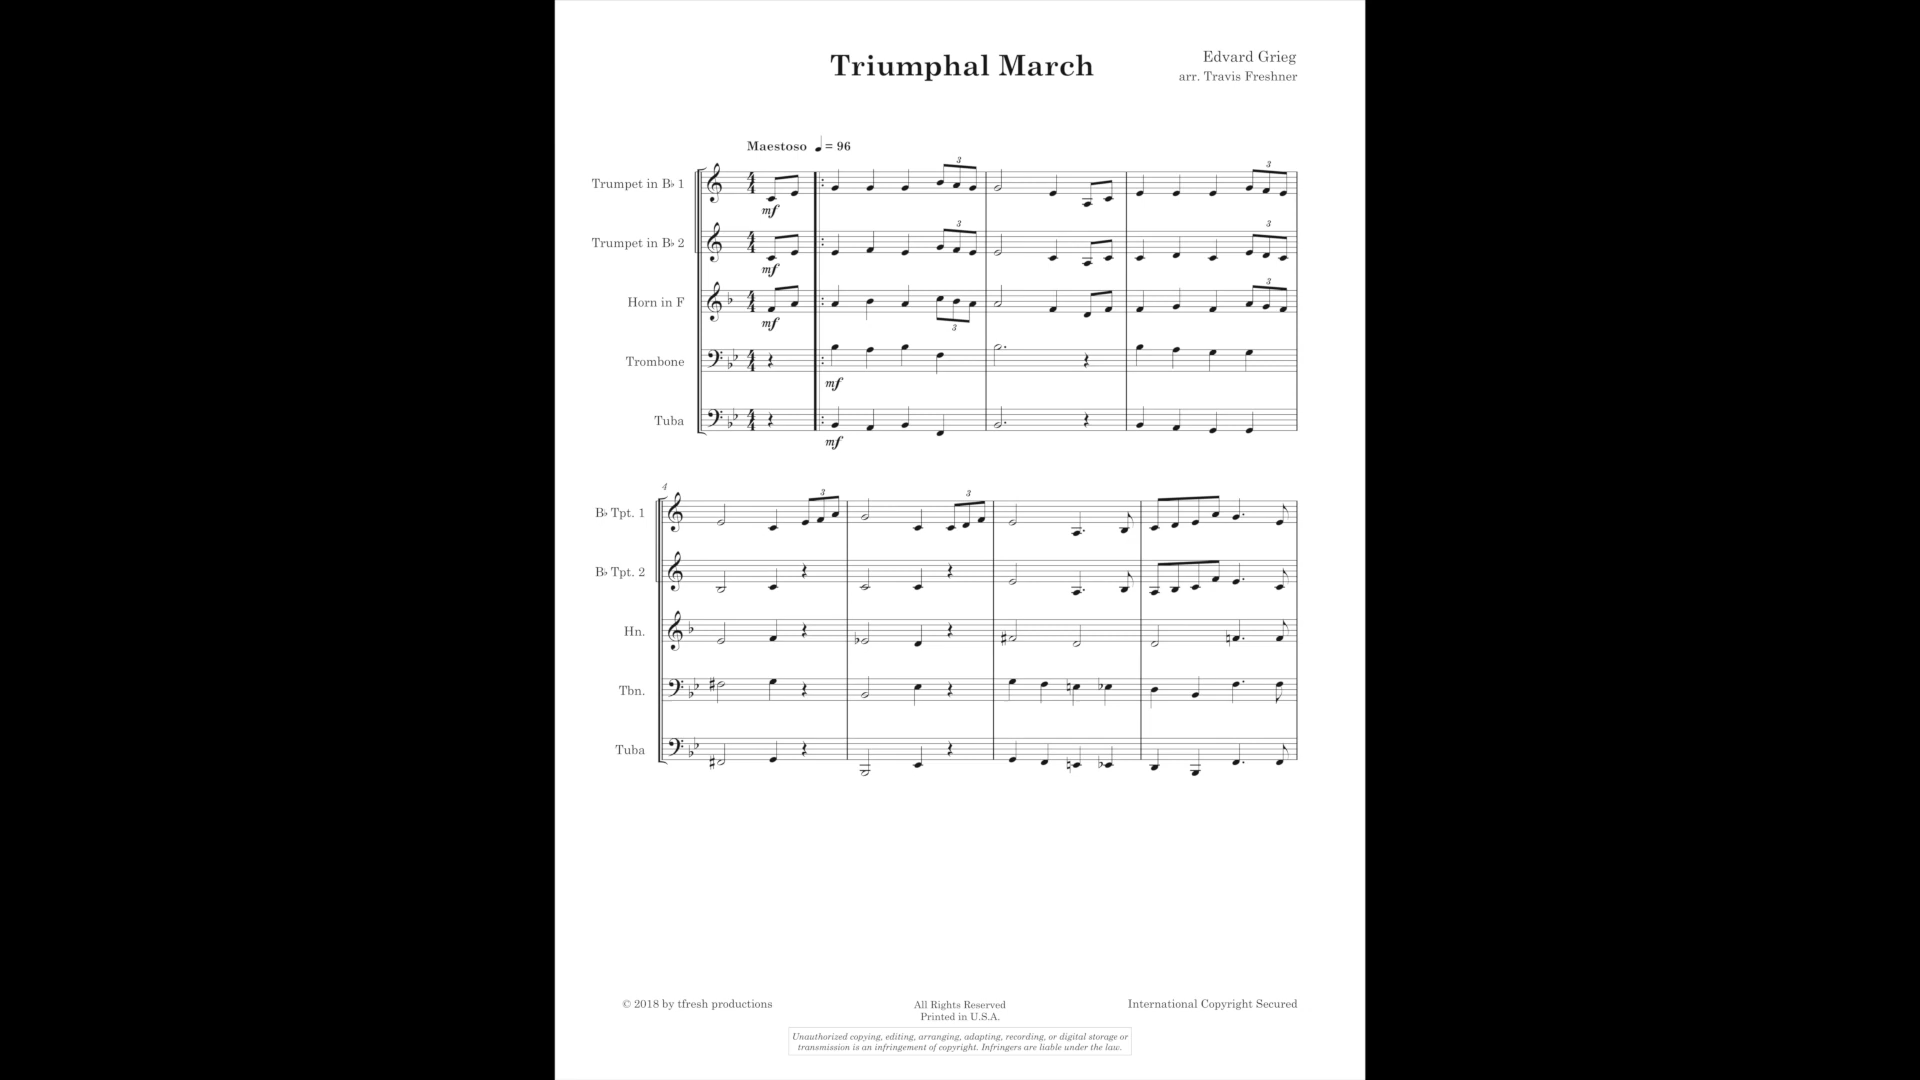 Triumphal March
Edvard Grieg
arr. Travis Freshner
Maestoso ♩ = 96
Trumpet in B♭ 1
3
3
mf
Trumpet in B♭ 2
3
3
mf
Horn in F
3
3
mf
Trombone
mf
Tuba
mf
4
B♭ Tpt. 1
3
3
B♭ Tpt. 2
Hn.
Tbn.
Tuba
© 2018 by tfresh productions
All Rights Reserved
Printed in U.S.A.
International Copyright Secured
Unauthorized copying, editing, arranging, adapting, recording, or digital storage or
transmission is an infringement of copyright. Infringers are liable under the law.